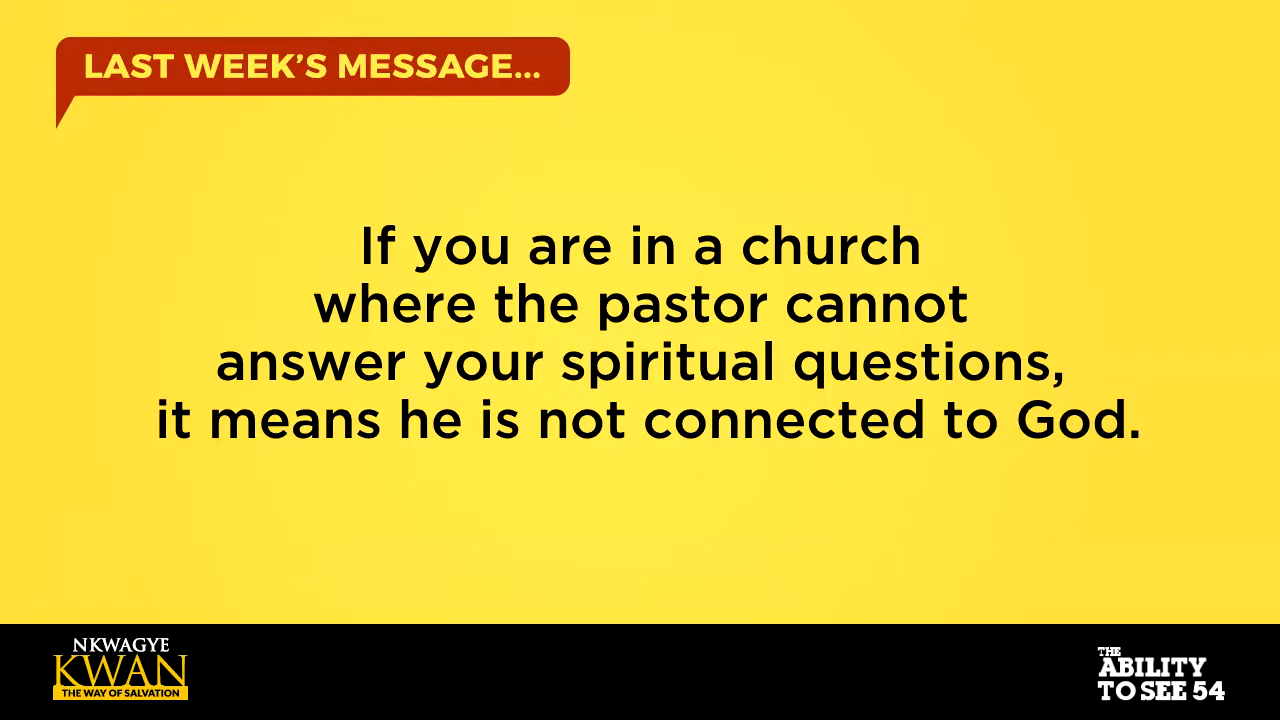 LAST WEEK’S MESSAGE...
If you are in a church
where the pastor cannot
answer your spiritual questions,
it means he is not connected to God.
NKWAGYE
KWAN
THE WAY OF SALVATION
THE
ABILITY
TO SEE 54